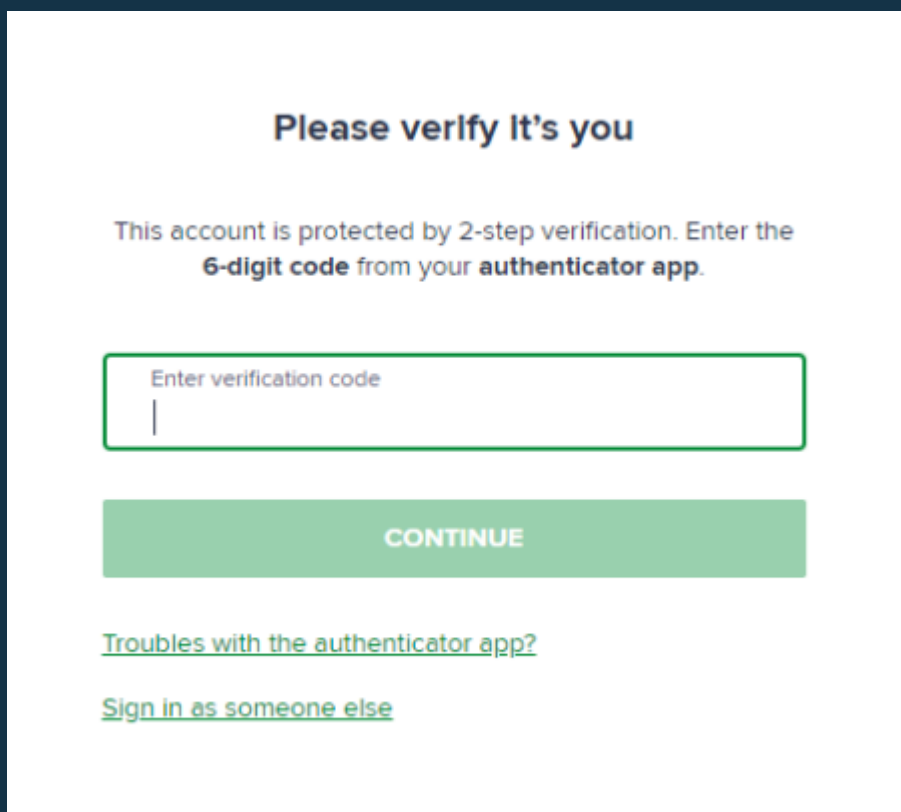 Please verify it's you
This account is protected by 2-step verification. Enter the
6-digit code from your authenticator app.
Enter verification code
CONTINUE
Troubles with the authenticator app?
Sign in as someone else